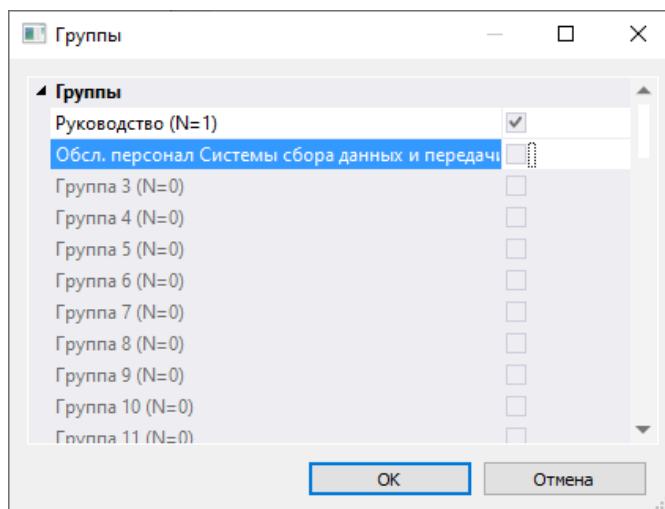 Группы
Группы
Руководство (N=1)
Обсл. персонал Системы сбора данных и передачи
Группа 3 (N=0)
Группа 4 (N=0)
Группа 5 (N=0)
Группа 6 (N=0)
Группа 7 (N=0)
Группа 8 (N=0)
Группа 9 (N=0)
Группа 10 (N=0)
Группа 11 (N=0)
OK
Отмена